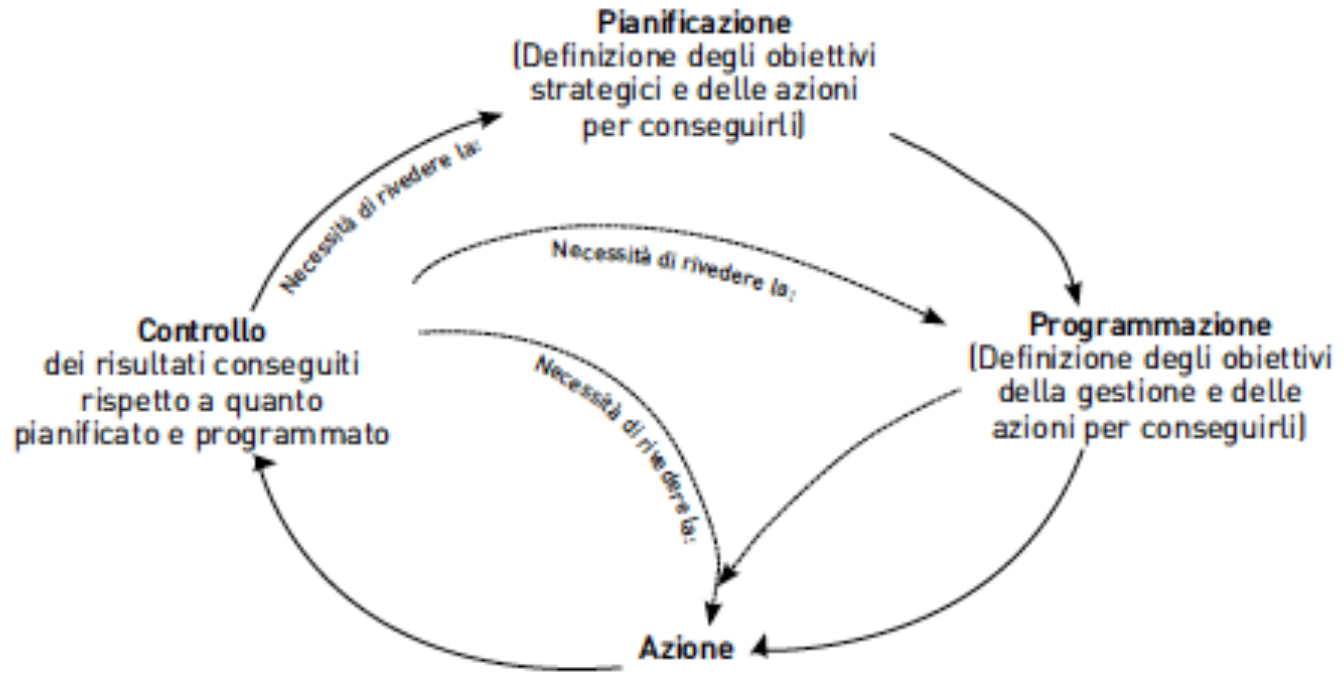 Pianificazione
(Definizione degli obiettivi
strategici e delle azioni
per conseguirli)
Necessità di rivedere la:
Necessità di rivedere la:
Controllo
dei risultati conseguiti
rispetto a quanto
pianificato e programmato
Programmazione
(Definizione degli obiettivi
della gestione e delle
azioni per conseguirli)
Necessità di rivedere la:
Azione